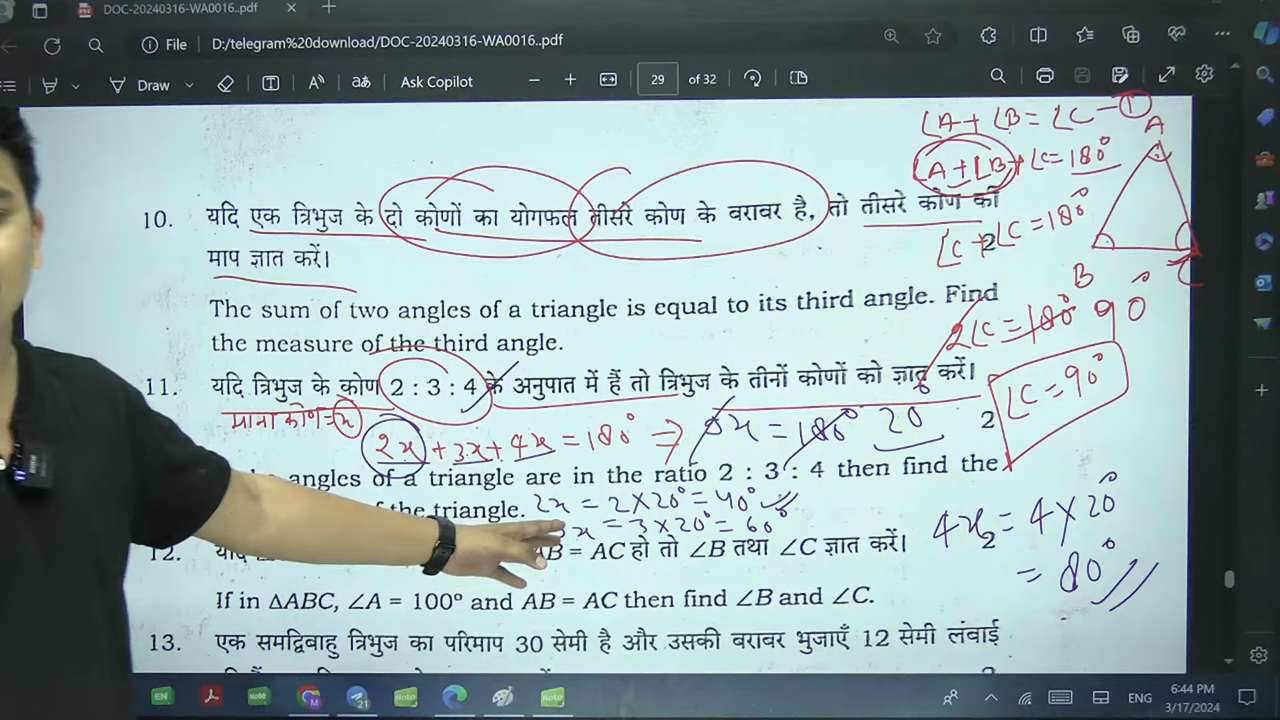 DOC-20240316-WA0016..pdf
File D:/telegram%20download/DOC-20240316-WA0016..pdf
Draw aあ Ask Copilot 29 of 32
∠A + ∠B = ∠C - ①
A
∠A + ∠B + ∠C = 180°
10. यदि एक त्रिभुज के दो कोणों का योगफल तीसरे कोण के बराबर है, तो तीसरे कोण की
माप ज्ञात करें। 2
∠C + ∠C = 180°
B C
The sum of two angles of a triangle is equal to its third angle. Find
the measure of the third angle.
2∠C = 180° 90°
∠C = 90°
11. यदि त्रिभुज के कोण 2 : 3 : 4 के अनुपात में हैं तो त्रिभुज के तीनों कोणों को ज्ञात करें।
2
माना कोण = x
2x + 3x + 4x = 180° ⇒ 9x = 180° 20
angles of a triangle are in the ratio 2 : 3 : 4 then find the
the triangle.
2x = 2 × 20° = 40°
3x = 3 × 20° = 60°
4x = 4 × 20°
= 80°
12. यदि AB = AC हो तो ∠B तथा ∠C ज्ञात करें। 2
If in ΔABC, ∠A = 100° and AB = AC then find ∠B and ∠C.
13. एक समद्विबाहु त्रिभुज का परिमाप 30 सेमी है और उसकी बराबर भुजाएँ 12 सेमी लंबाई
ENG 6:44 PM
3/17/2024